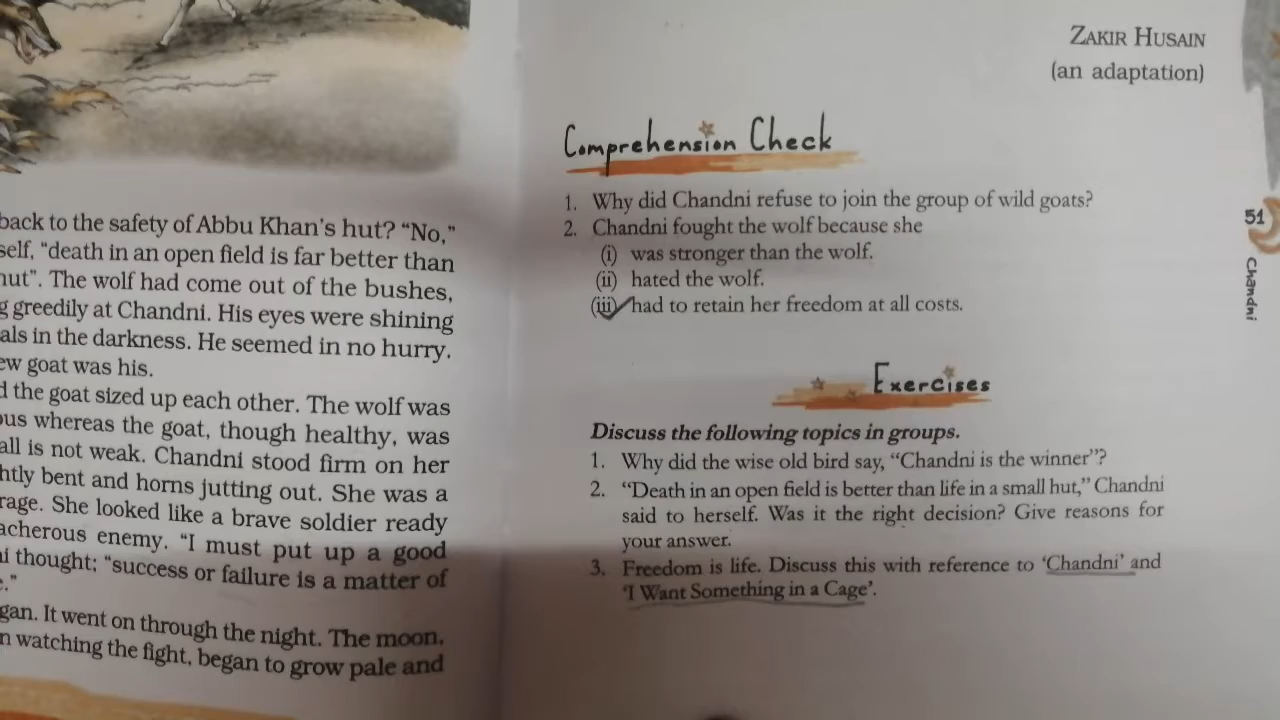 back to the safety of Abbu Khan's hut? "No,"
self, "death in an open field is far better than
hut". The wolf had come out of the bushes,
greedily at Chandni. His eyes were shining
in the darkness. He seemed in no hurry.
goat was his.
the goat sized up each other. The wolf was
whereas the goat, though healthy, was
all is not weak. Chandni stood firm on her
bent and horns jutting out. She was a
She looked like a brave soldier ready
enemy. "I must put up a good
thought; "success or failure is a matter of
It went on through the night. The moon,
watching the fight, began to grow pale and
ZAKIR HUSAIN
(an adaptation)
Comprehension Check
1. Why did Chandni refuse to join the group of wild goats?
2. Chandni fought the wolf because she
(i) was stronger than the wolf.
(ii) hated the wolf.
(iii) had to retain her freedom at all costs.
Exercises
Discuss the following topics in groups.
1. Why did the wise old bird say, "Chandni is the winner"?
2. "Death in an open field is better than life in a small hut," Chandni
said to herself. Was it the right decision? Give reasons for
your answer.
3. Freedom is life. Discuss this with reference to 'Chandni' and
'I Want Something in a Cage'.
51
Chandni